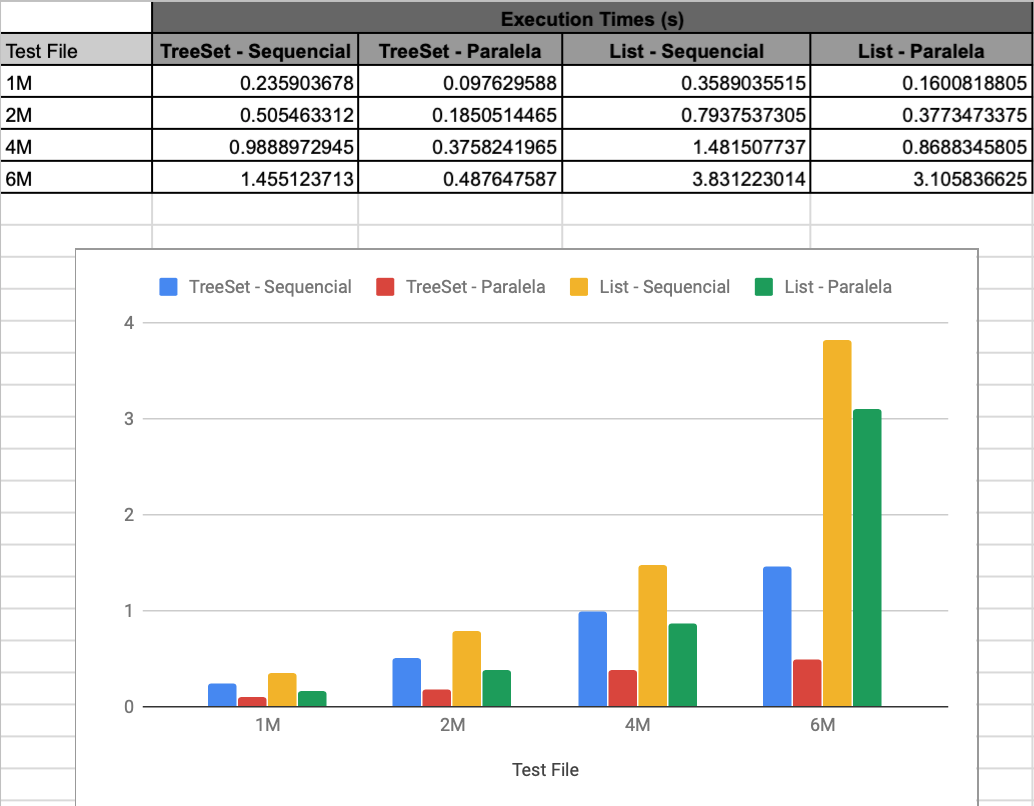 Execution Times (s)
Test File TreeSet - Sequencial TreeSet - Paralela List - Sequencial List - Paralela
1M 0.235903678 0.097629588 0.3589035515 0.1600818805
2M 0.505463312 0.1850514465 0.7937537305 0.3773473375
4M 0.9888972945 0.3758241965 1.481507737 0.8688345805
6M 1.455123713 0.487647587 3.831223014 3.105836625
TreeSet - Sequencial TreeSet - Paralela List - Sequencial List - Paralela
4
3
2
1
0
1M 2M 4M 6M
Test File